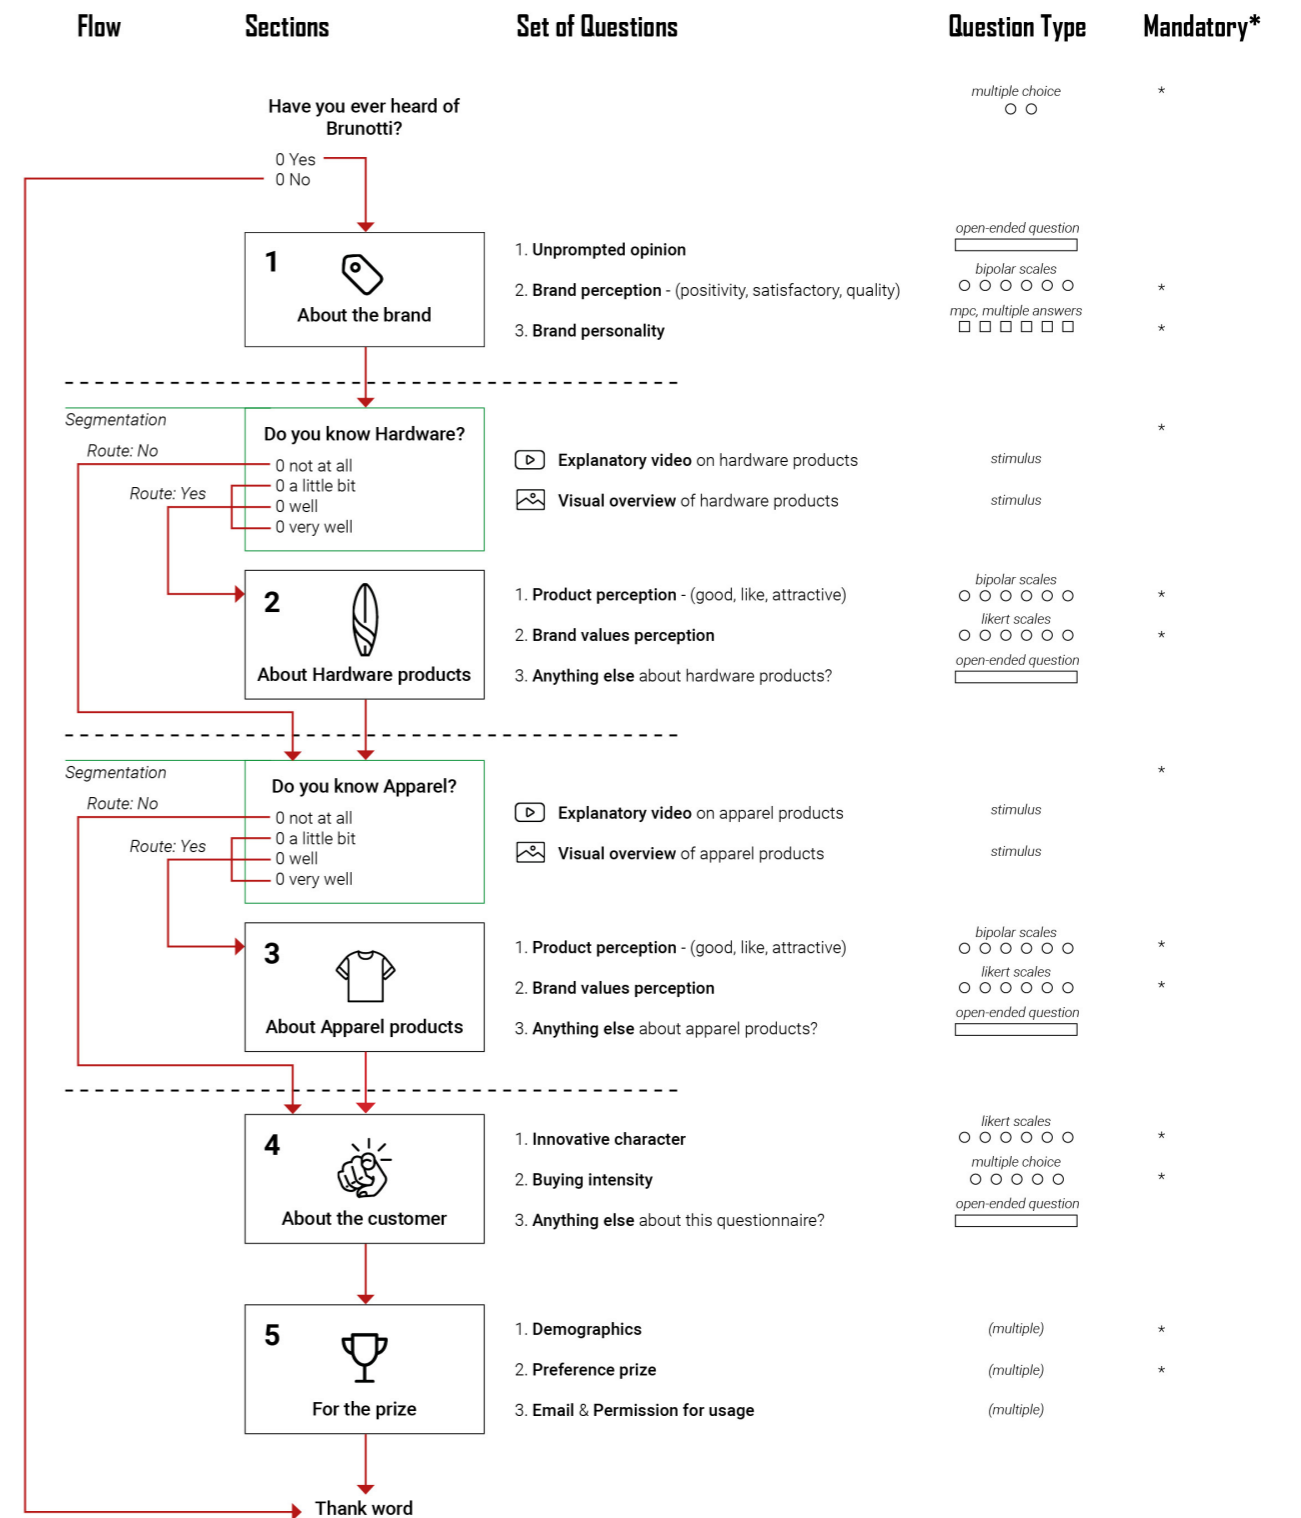 Flow Sections Set of Questions Question Type Mandatory*
Have you ever heard of
Brunotti?
multiple choice *
0 Yes
0 No
1
About the brand
1. Unprompted opinion
open-ended question
2. Brand perception - (positivity, satisfactory, quality)
bipolar scales
*
3. Brand personality
mpc, multiple answers
*
Segmentation
Route: No
Route: Yes
Do you know Hardware?
*
0 not at all
0 a little bit
0 well
0 very well
Explanatory video on hardware products
stimulus
Visual overview of hardware products
stimulus
2
About Hardware products
1. Product perception - (good, like, attractive)
bipolar scales
*
2. Brand values perception
likert scales
*
3. Anything else about hardware products?
open-ended question
Segmentation
Route: No
Route: Yes
Do you know Apparel?
*
0 not at all
0 a little bit
0 well
0 very well
Explanatory video on apparel products
stimulus
Visual overview of apparel products
stimulus
3
About Apparel products
1. Product perception - (good, like, attractive)
bipolar scales
*
2. Brand values perception
likert scales
*
3. Anything else about apparel products?
open-ended question
4
About the customer
1. Innovative character
likert scales
*
2. Buying intensity
multiple choice
*
3. Anything else about this questionnaire?
open-ended question
5
For the prize
1. Demographics
(multiple)
*
2. Preference prize
(multiple)
*
3. Email & Permission for usage
(multiple)
Thank word